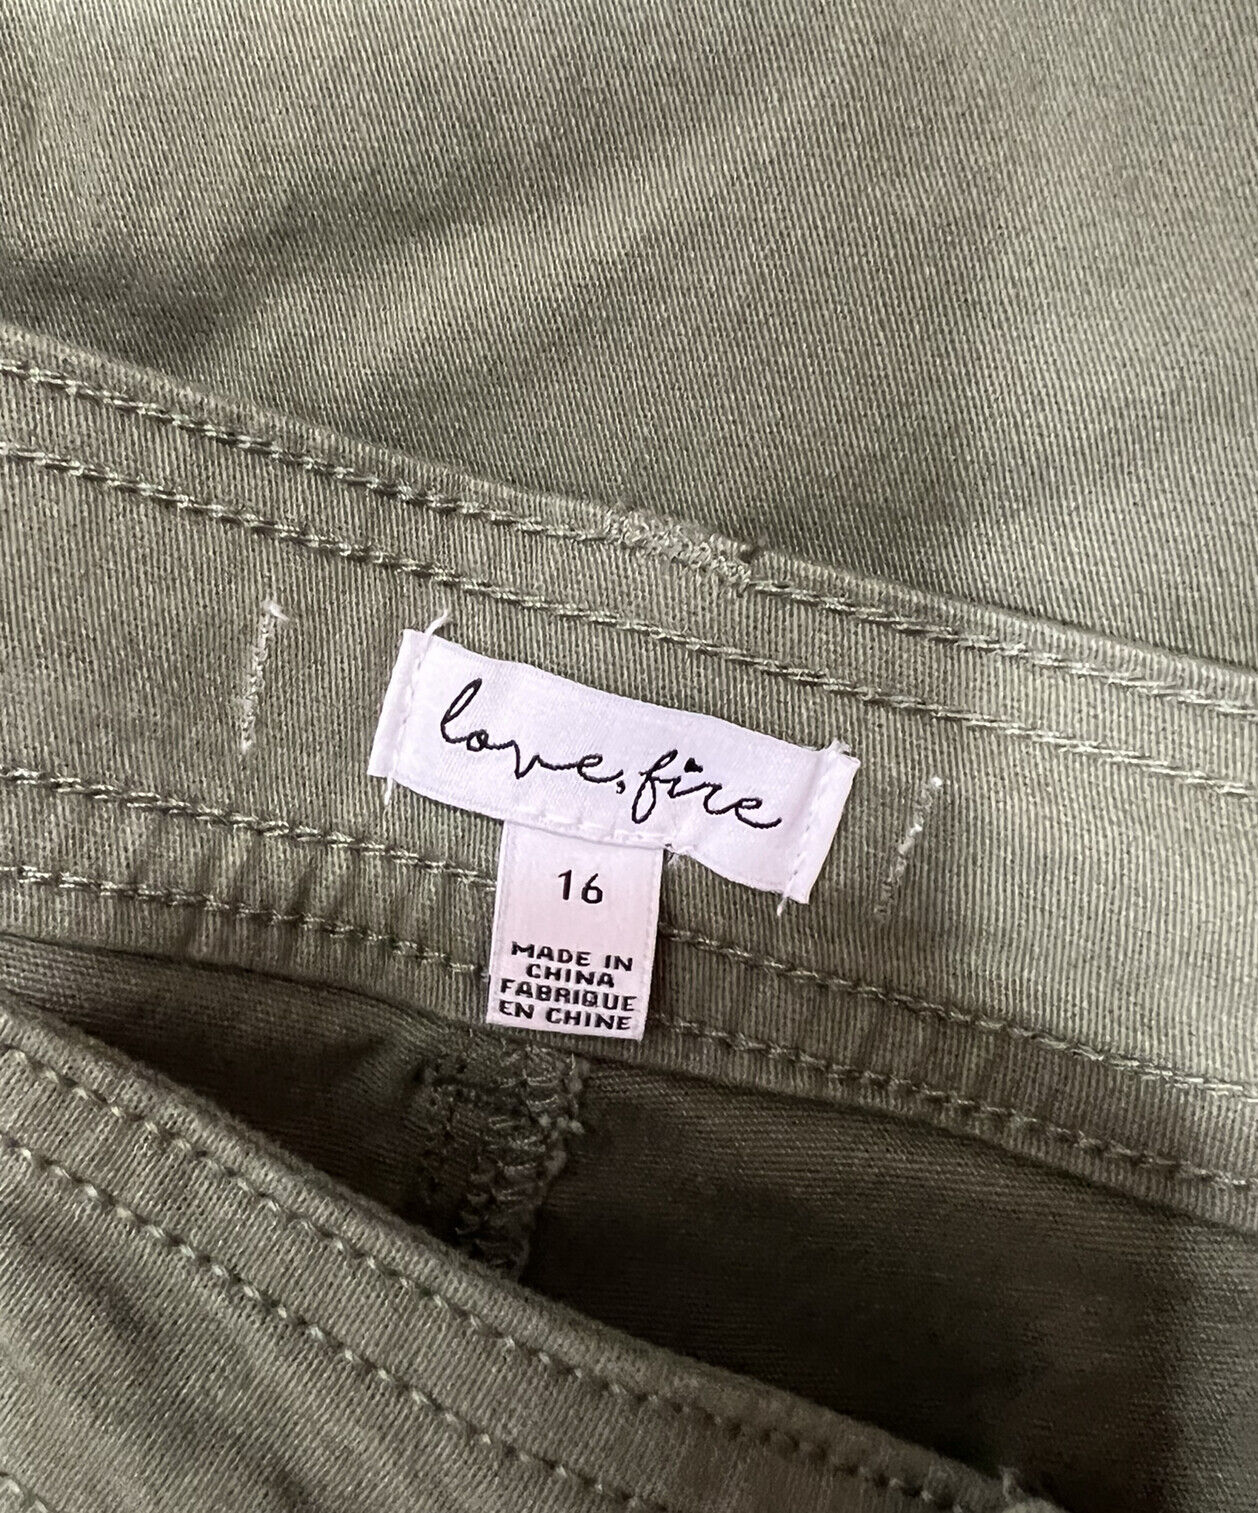 love, fire
16
MADE IN
CHINA
FABRIQUE
EN CHINE